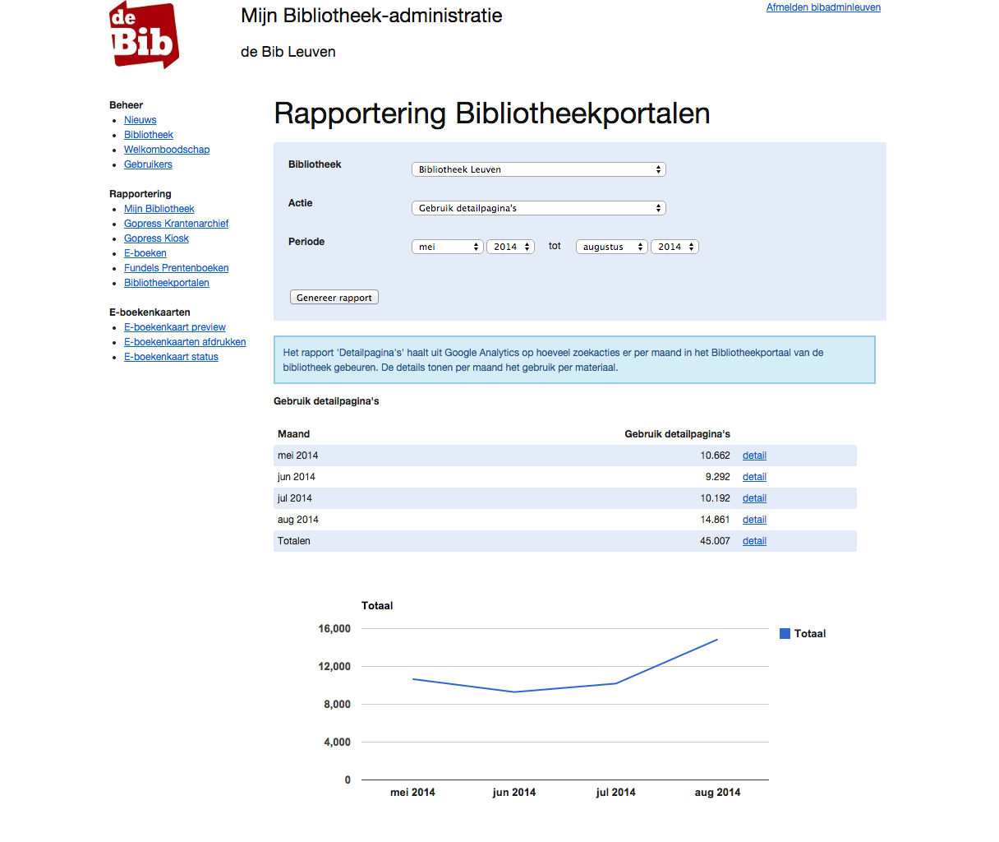 de
Bib
Mijn Bibliotheek-administratie
Afmelden bibadminleuven
de Bib Leuven
Beheer
Nieuws
Bibliotheek
Welkomboodschap
Gebruikers
Rapportering
Mijn Bibliotheek
Gopress Krantenarchief
Gopress Kiosk
E-boeken
Fundels Prentenboeken
Bibliotheekportalen
E-boekenkaarten
E-boekenkaart preview
E-boekenkaarten afdrukken
E-boekenkaart status
Rapportering Bibliotheekportalen
Bibliotheek Bibliotheek Leuven
Actie Gebruik detailpagina's
Periode mei 2014 tot augustus 2014
Genereer rapport
Het rapport 'Detailpagina's' haalt uit Google Analytics op hoeveel zoekacties er per maand in het Bibliotheekportaal van de
bibliotheek gebeuren. De details tonen per maand het gebruik per materiaal.
Gebruik detailpagina's
Maand Gebruik detailpagina's
mei 2014 10.662 detail
jun 2014 9.292 detail
jul 2014 10.192 detail
aug 2014 14.861 detail
Totalen 45.007 detail
Totaal
16,000
12,000
8,000
4,000
0
mei 2014 jun 2014 jul 2014 aug 2014
Totaal